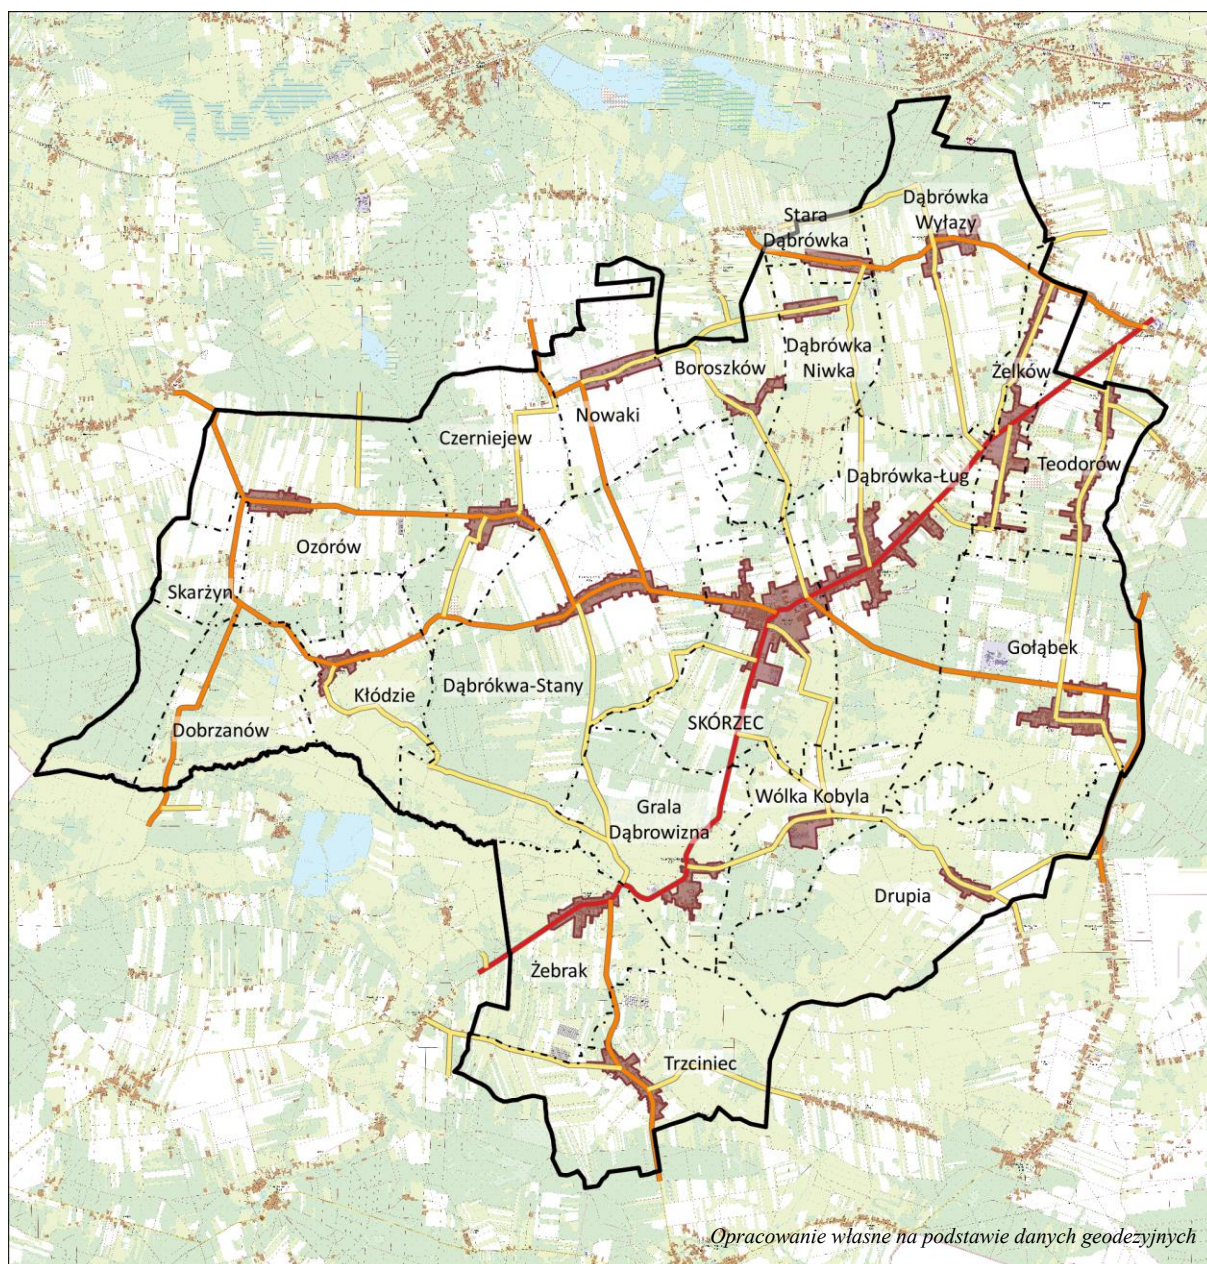 Dąbrówka
Wyłazy
Stara
Dąbrówka
Dąbrówka
Niwka
Boroszków
Żelków
Nowaki
Czerniejew
Teodorów
Dąbrówka-Ług
Ozorów
Skarżyn
Gołąbek
Kłódzie
Dąbrókwa-Stany
SKÓRZEC
Dobrzanów
Wólka Kobyla
Grala
Dąbrowizna
Drupia
Żebrak
Trzciniec
Opracowanie własne na podstawie danych geodezyjnych